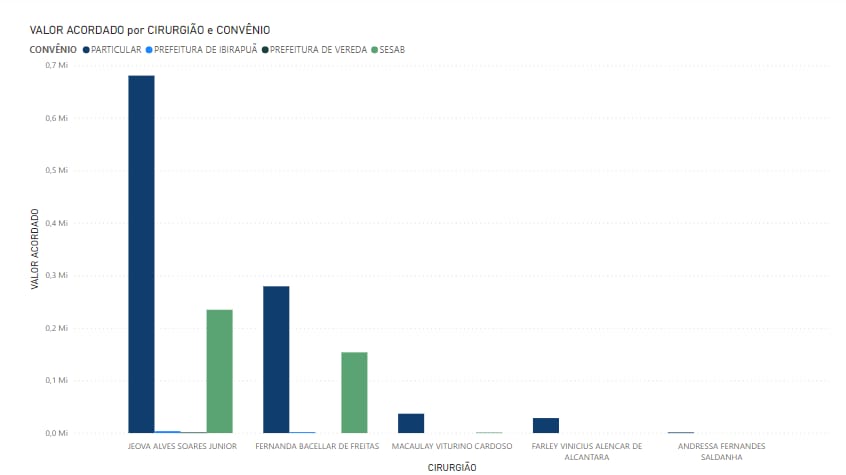 VALOR ACORDADO por CIRURGIÃO e CONVÊNIO
CONVÊNIO PARTICULAR PREFEITURA DE IBIRAPUÃ PREFEITURA DE VEREDA SESAB
0,7 Mi
0,6 Mi
0,5 Mi
0,4 Mi
0,3 Mi
0,2 Mi
0,1 Mi
0,0 Mi
VALOR ACORDADO
JEOVA ALVES SOARES JUNIOR
FERNANDA BACELLAR DE FREITAS
MACAULAY VITURINO CARDOSO
FARLEY VINICIUS ALENCAR DE
ALCANTARA
ANDRESSA FERNANDES
SALDANHA
CIRURGIÃO